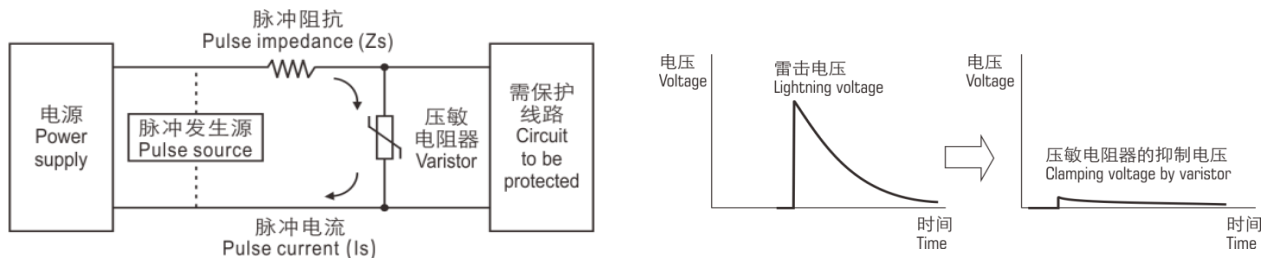 脉冲阻抗
Pulse impedance (Zs)
电源
Power
supply
脉冲发生源
Pulse source
压敏
电阻器
Varistor
需保护
线路
Circuit
to be
protected
脉冲电流
Pulse current (Is)
电压
Voltage
雷击电压
Lightning voltage
时间
Time
电压
Voltage
压敏电阻器的抑制电压
Clamping voltage by varistor
时间
Time